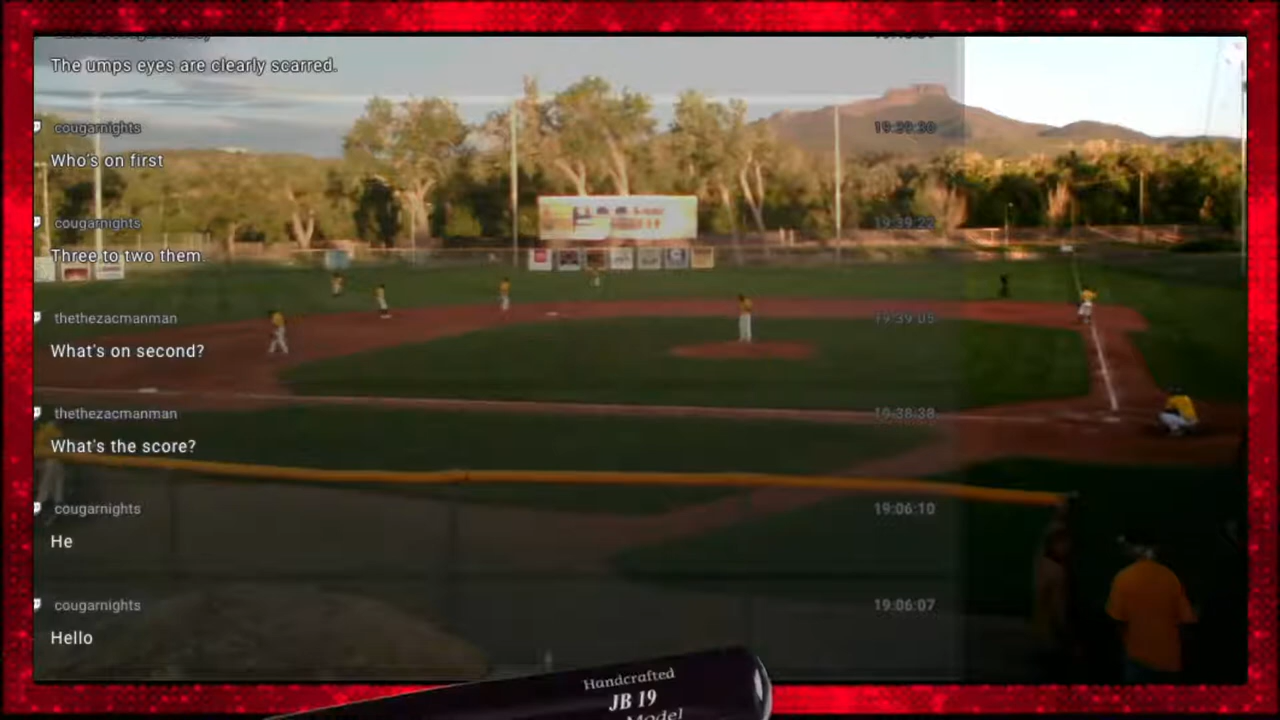 The umps eyes are clearly scarred.
cougarnights 19:39:30
Who's on first
cougarnights 19:39:22
Three to two them.
thethezacmanman 19:39:05
What's on second?
thethezacmanman 19:38:38
What's the score?
cougarnights 19:06:10
He
cougarnights 19:06:07
Hello
Handcrafted
JB 19
Model